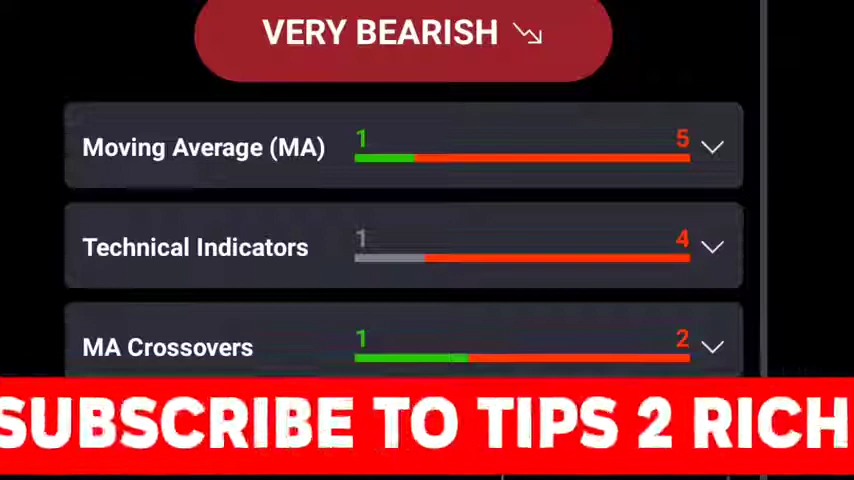 VERY BEARISH
Moving Average (MA) 1 5
Technical Indicators 1 4
MA Crossovers 1 2
SUBSCRIBE TO TIPS 2 RICH